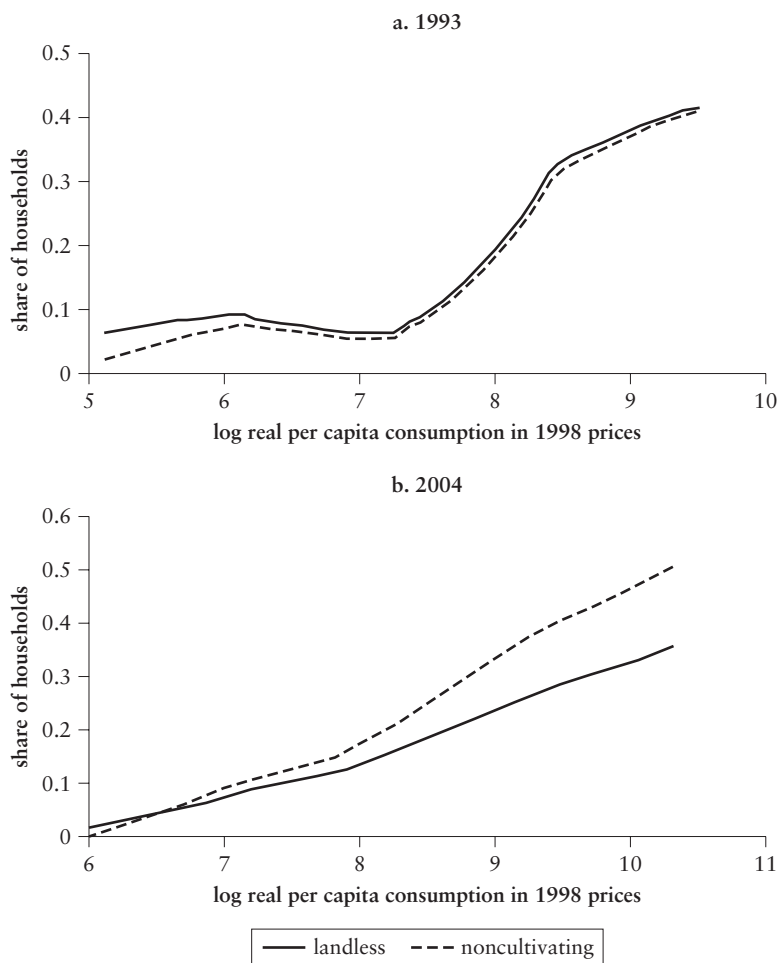 a. 1993
0.5
0.4
0.3
0.2
0.1
0
share of households
5 6 7 8 9 10
log real per capita consumption in 1998 prices
b. 2004
0.6
0.5
0.4
0.3
0.2
0.1
0
share of households
6 7 8 9 10 11
log real per capita consumption in 1998 prices
landless noncultivating